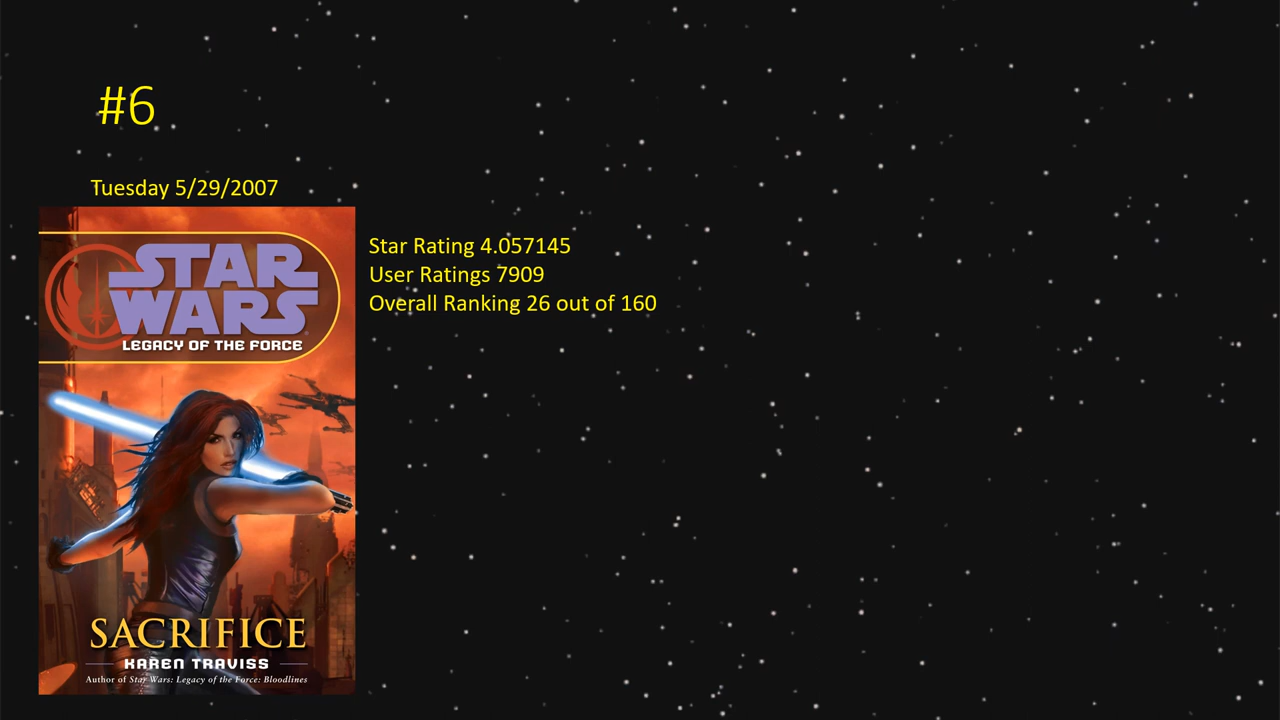 #6
Tuesday 5/29/2007
STAR
WARS
LEGACY OF THE FORCE
SACRIFICE
KAREN TRAVISS
Author of Star Wars: Legacy of the Force: Bloodlines
Star Rating 4.057145
User Ratings 7909
Overall Ranking 26 out of 160